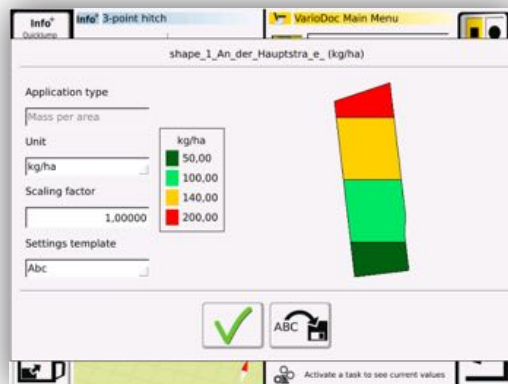 Info
Quickjump
Info 3-point hitch
VarioDoc Main Menu
shape_1_An_der_Hauptstra_e_ (kg/ha)
Application type
Mass per area
Unit
kg/ha
Scaling factor
1,00000
Settings template
Abc
kg/ha
50,00
100,00
140,00
200,00
ABC
Activate a task to see current values